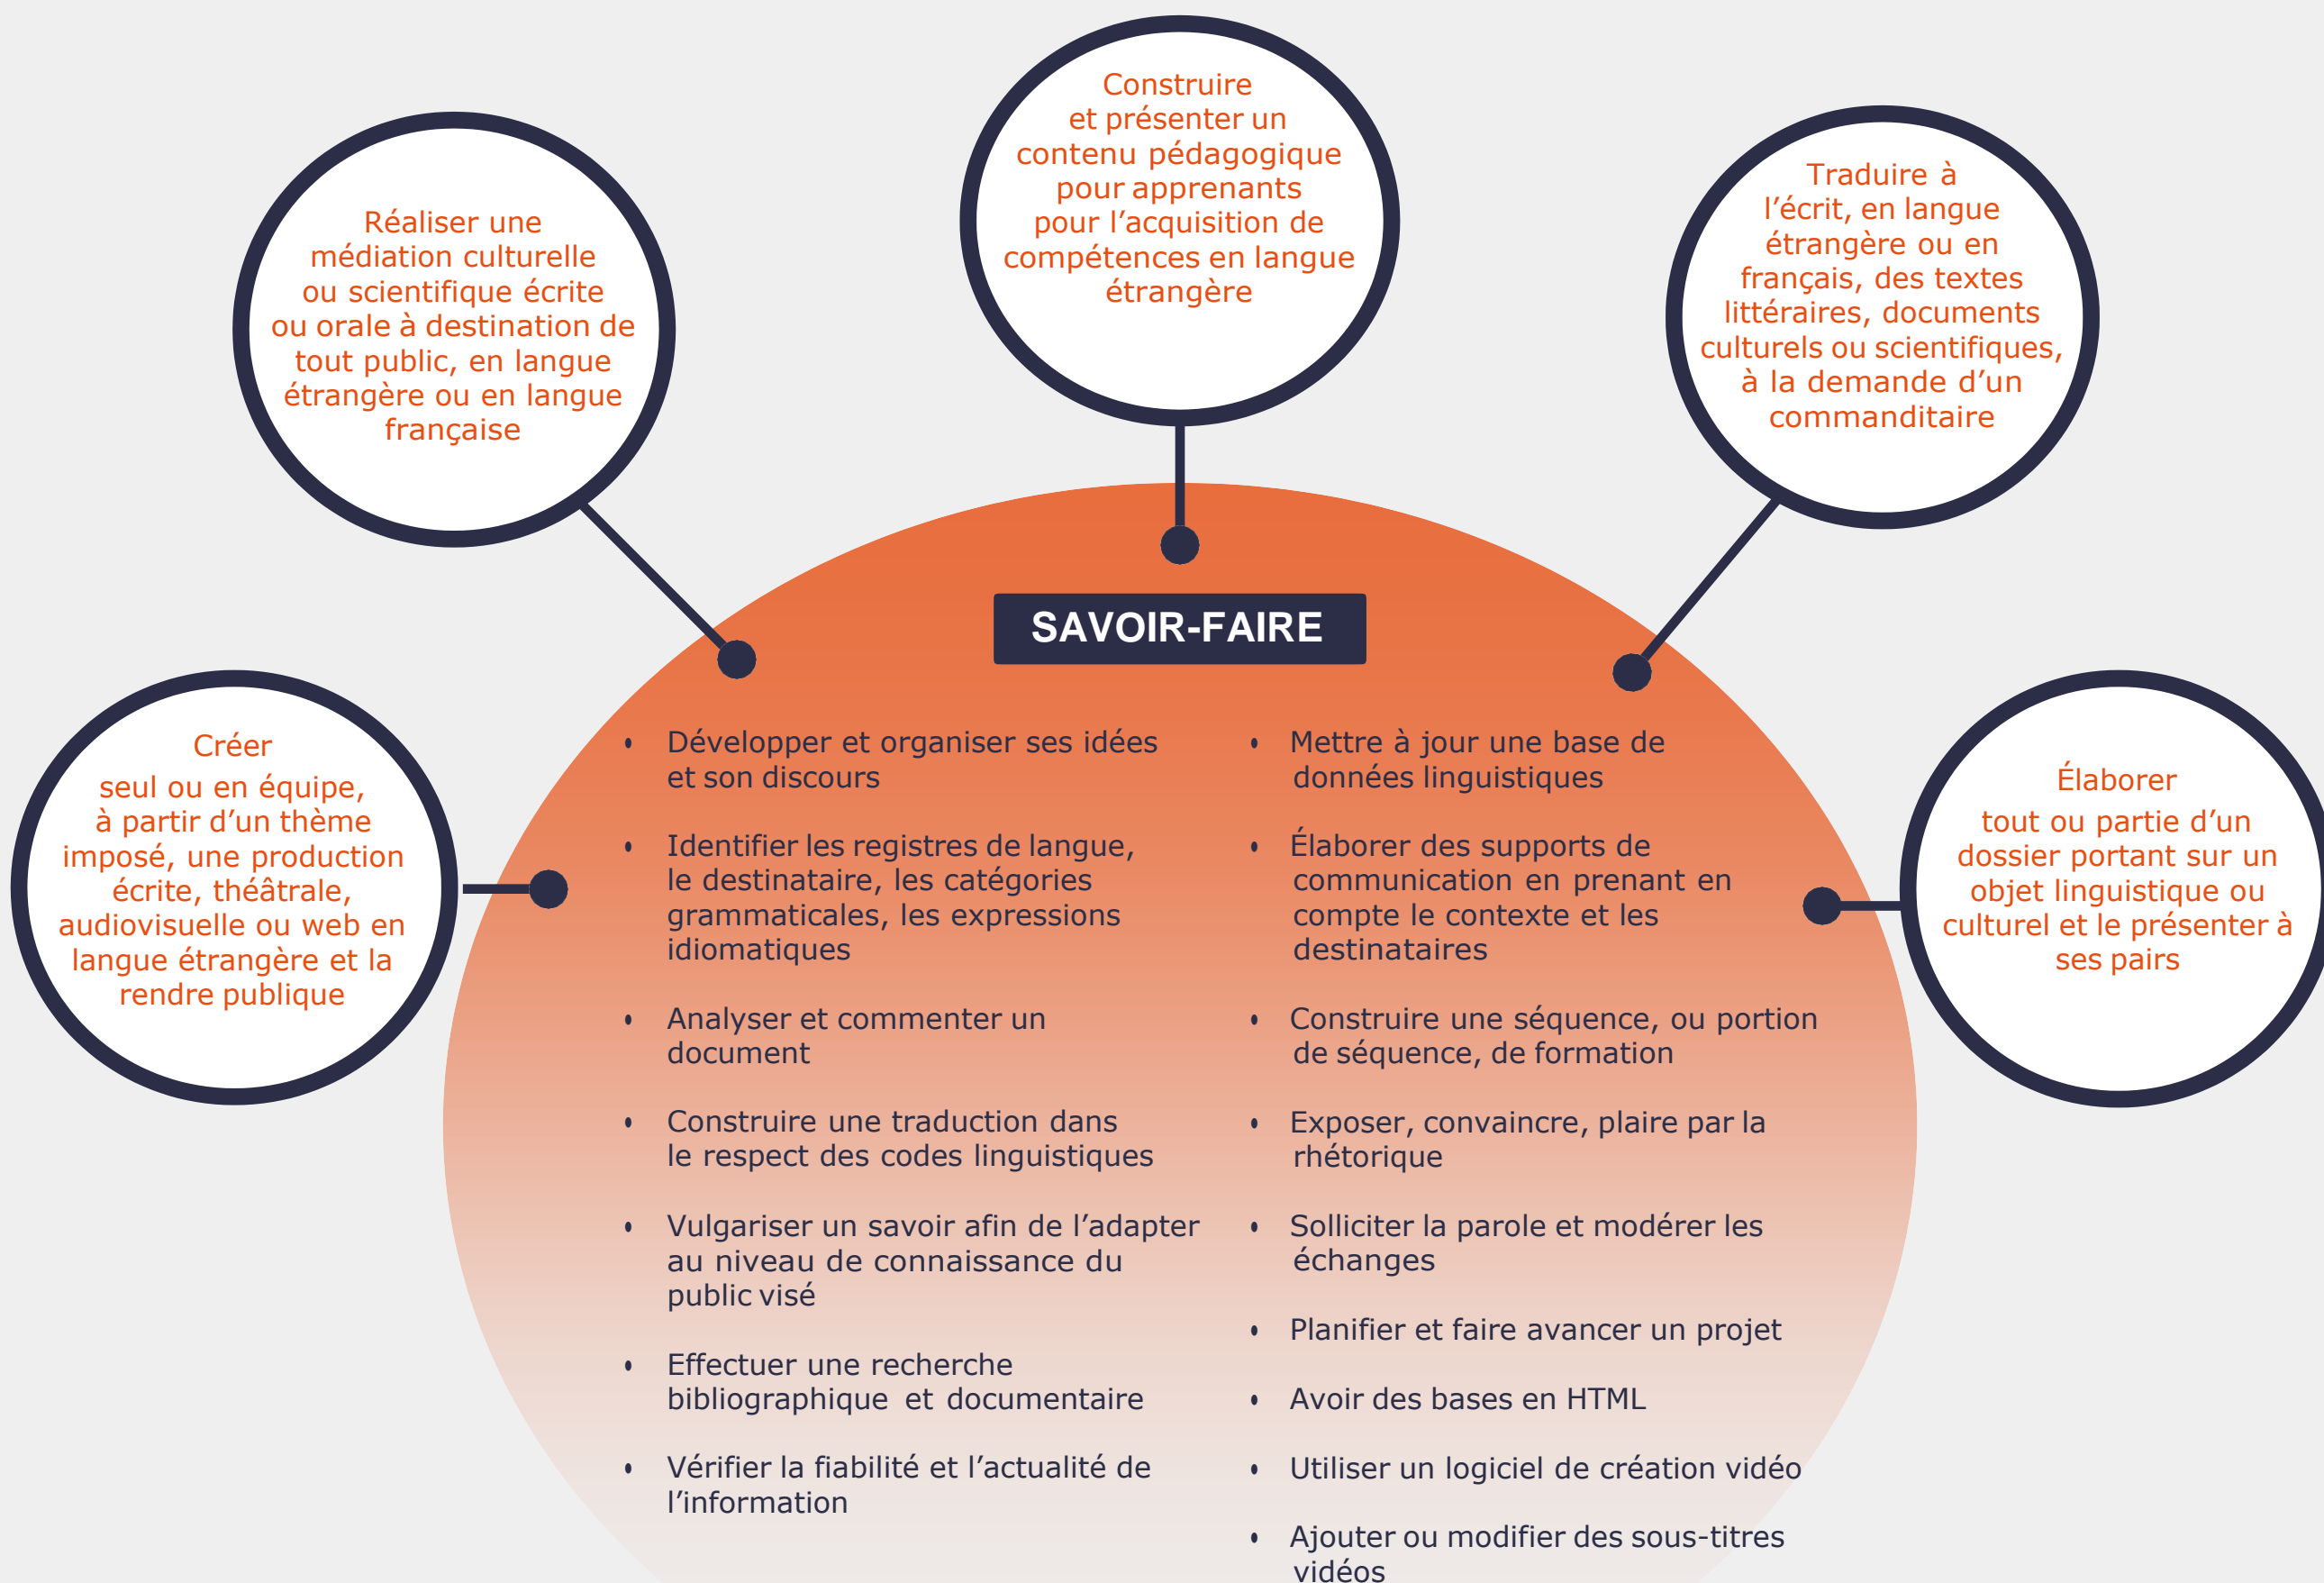 Construire
et présenter un
contenu pédagogique
pour apprenants
pour l’acquisition de
compétences en langue
étrangère
Réaliser une
médiation culturelle
ou scientifique écrite
ou orale à destination de
tout public, en langue
étrangère ou en langue
française
Traduire à
l’écrit, en langue
étrangère ou en
français, des textes
littéraires, documents
culturels ou scientifiques,
à la demande d’un
commanditaire
Créer
seul ou en équipe,
à partir d’un thème
imposé, une production
écrite, théâtrale,
audiovisuelle ou web en
langue étrangère et la
rendre publique
Élaborer
tout ou partie d’un
dossier portant sur un
objet linguistique ou
culturel et le présenter à
ses pairs
SAVOIR-FAIRE
• Développer et organiser ses idées
et son discours
• Identifier les registres de langue,
le destinataire, les catégories
grammaticales, les expressions
idiomatiques
• Analyser et commenter un
document
• Construire une traduction dans
le respect des codes linguistiques
• Vulgariser un savoir afin de l’adapter
au niveau de connaissance du
public visé
• Effectuer une recherche
bibliographique et documentaire
• Vérifier la fiabilité et l’actualité de
l’information
• Mettre à jour une base de
données linguistiques
• Élaborer des supports de
communication en prenant en
compte le contexte et les
destinataires
• Construire une séquence, ou portion
de séquence, de formation
• Exposer, convaincre, plaire par la
rhétorique
• Solliciter la parole et modérer les
échanges
• Planifier et faire avancer un projet
• Avoir des bases en HTML
• Utiliser un logiciel de création vidéo
• Ajouter ou modifier des sous-titres
vidéos